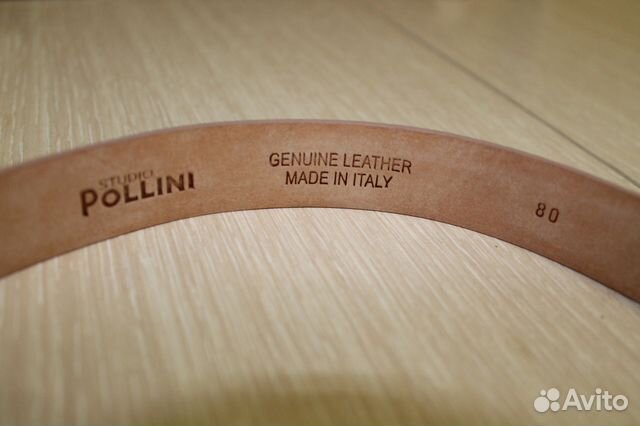 STUDIO
POLLINI
GENUINE LEATHER
MADE IN ITALY
80
Avito